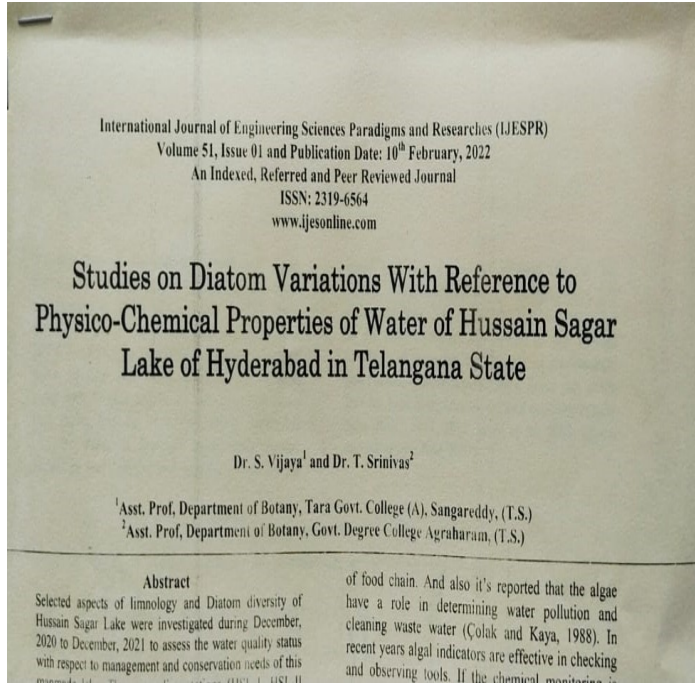 International Journal of Engineering Sciences Paradigms and Researches (IJESPR)
Volume 51, Issue 01 and Publication Date: 10th February, 2022
An Indexed, Referred and Peer Reviewed Journal
ISSN: 2319-6564
www.ijesonline.com
Studies on Diatom Variations With Reference to
Physico-Chemical Properties of Water of Hussain Sagar
Lake of Hyderabad in Telangana State
Dr. S. Vijaya1 and Dr. T. Srinivas2
1Asst. Prof, Department of Botany, Tara Govt. College (A), Sangareddy, (T.S.)
2Asst. Prof, Department of Botany, Govt. Degree College Agraharam, (T.S.)
Abstract
Selected aspects of limnology and Diatom diversity of
Hussain Sagar Lake were investigated during December,
2020 to December, 2021 to assess the water quality status
with respect to management and conservation needs of this
of food chain. And also it's reported that the algae
have a role in determining water pollution and
cleaning waste water (Çolak and Kaya, 1988). In
recent years algal indicators are effective in checking
and observing tools. If the chemical monitoring is